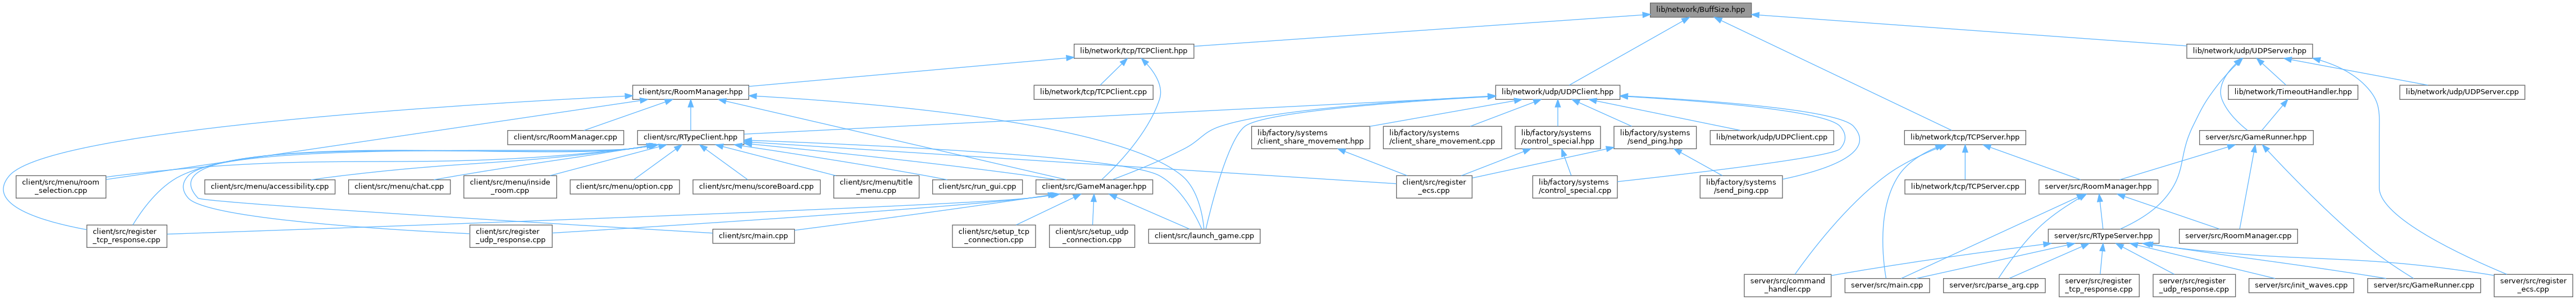 lib/network/BuffSize.hpp
lib/network/tcp/TCPClient.hpp
lib/network/udp/UDPServer.hpp
client/src/RoomManager.hpp
lib/network/tcp/TCPClient.cpp
lib/network/udp/UDPClient.hpp
lib/network/TimeoutHandler.hpp
lib/network/udp/UDPServer.cpp
client/src/RoomManager.cpp
client/src/RTypeClient.hpp
lib/factory/systems
/client_share_movement.hpp
lib/factory/systems
/client_share_movement.cpp
lib/factory/systems
/control_special.hpp
lib/factory/systems
/send_ping.hpp
lib/network/udp/UDPClient.cpp
lib/network/tcp/TCPServer.hpp
server/src/GameRunner.hpp
client/src/menu/room
_selection.cpp
client/src/menu/accessibility.cpp
client/src/menu/chat.cpp
client/src/menu/inside
_room.cpp
client/src/menu/option.cpp
client/src/menu/scoreBoard.cpp
client/src/menu/title
_menu.cpp
client/src/run_gui.cpp
client/src/GameManager.hpp
client/src/register
_ecs.cpp
lib/factory/systems
/control_special.cpp
lib/factory/systems
/send_ping.cpp
lib/network/tcp/TCPServer.cpp
server/src/RoomManager.hpp
client/src/register
_tcp_response.cpp
client/src/register
_udp_response.cpp
client/src/main.cpp
client/src/setup_tcp
_connection.cpp
client/src/setup_udp
_connection.cpp
client/src/launch_game.cpp
server/src/RTypeServer.hpp
server/src/RoomManager.cpp
server/src/command
_handler.cpp
server/src/main.cpp
server/src/parse_arg.cpp
server/src/register
_tcp_response.cpp
server/src/register
_udp_response.cpp
server/src/init_waves.cpp
server/src/GameRunner.cpp
server/src/register
_ecs.cpp